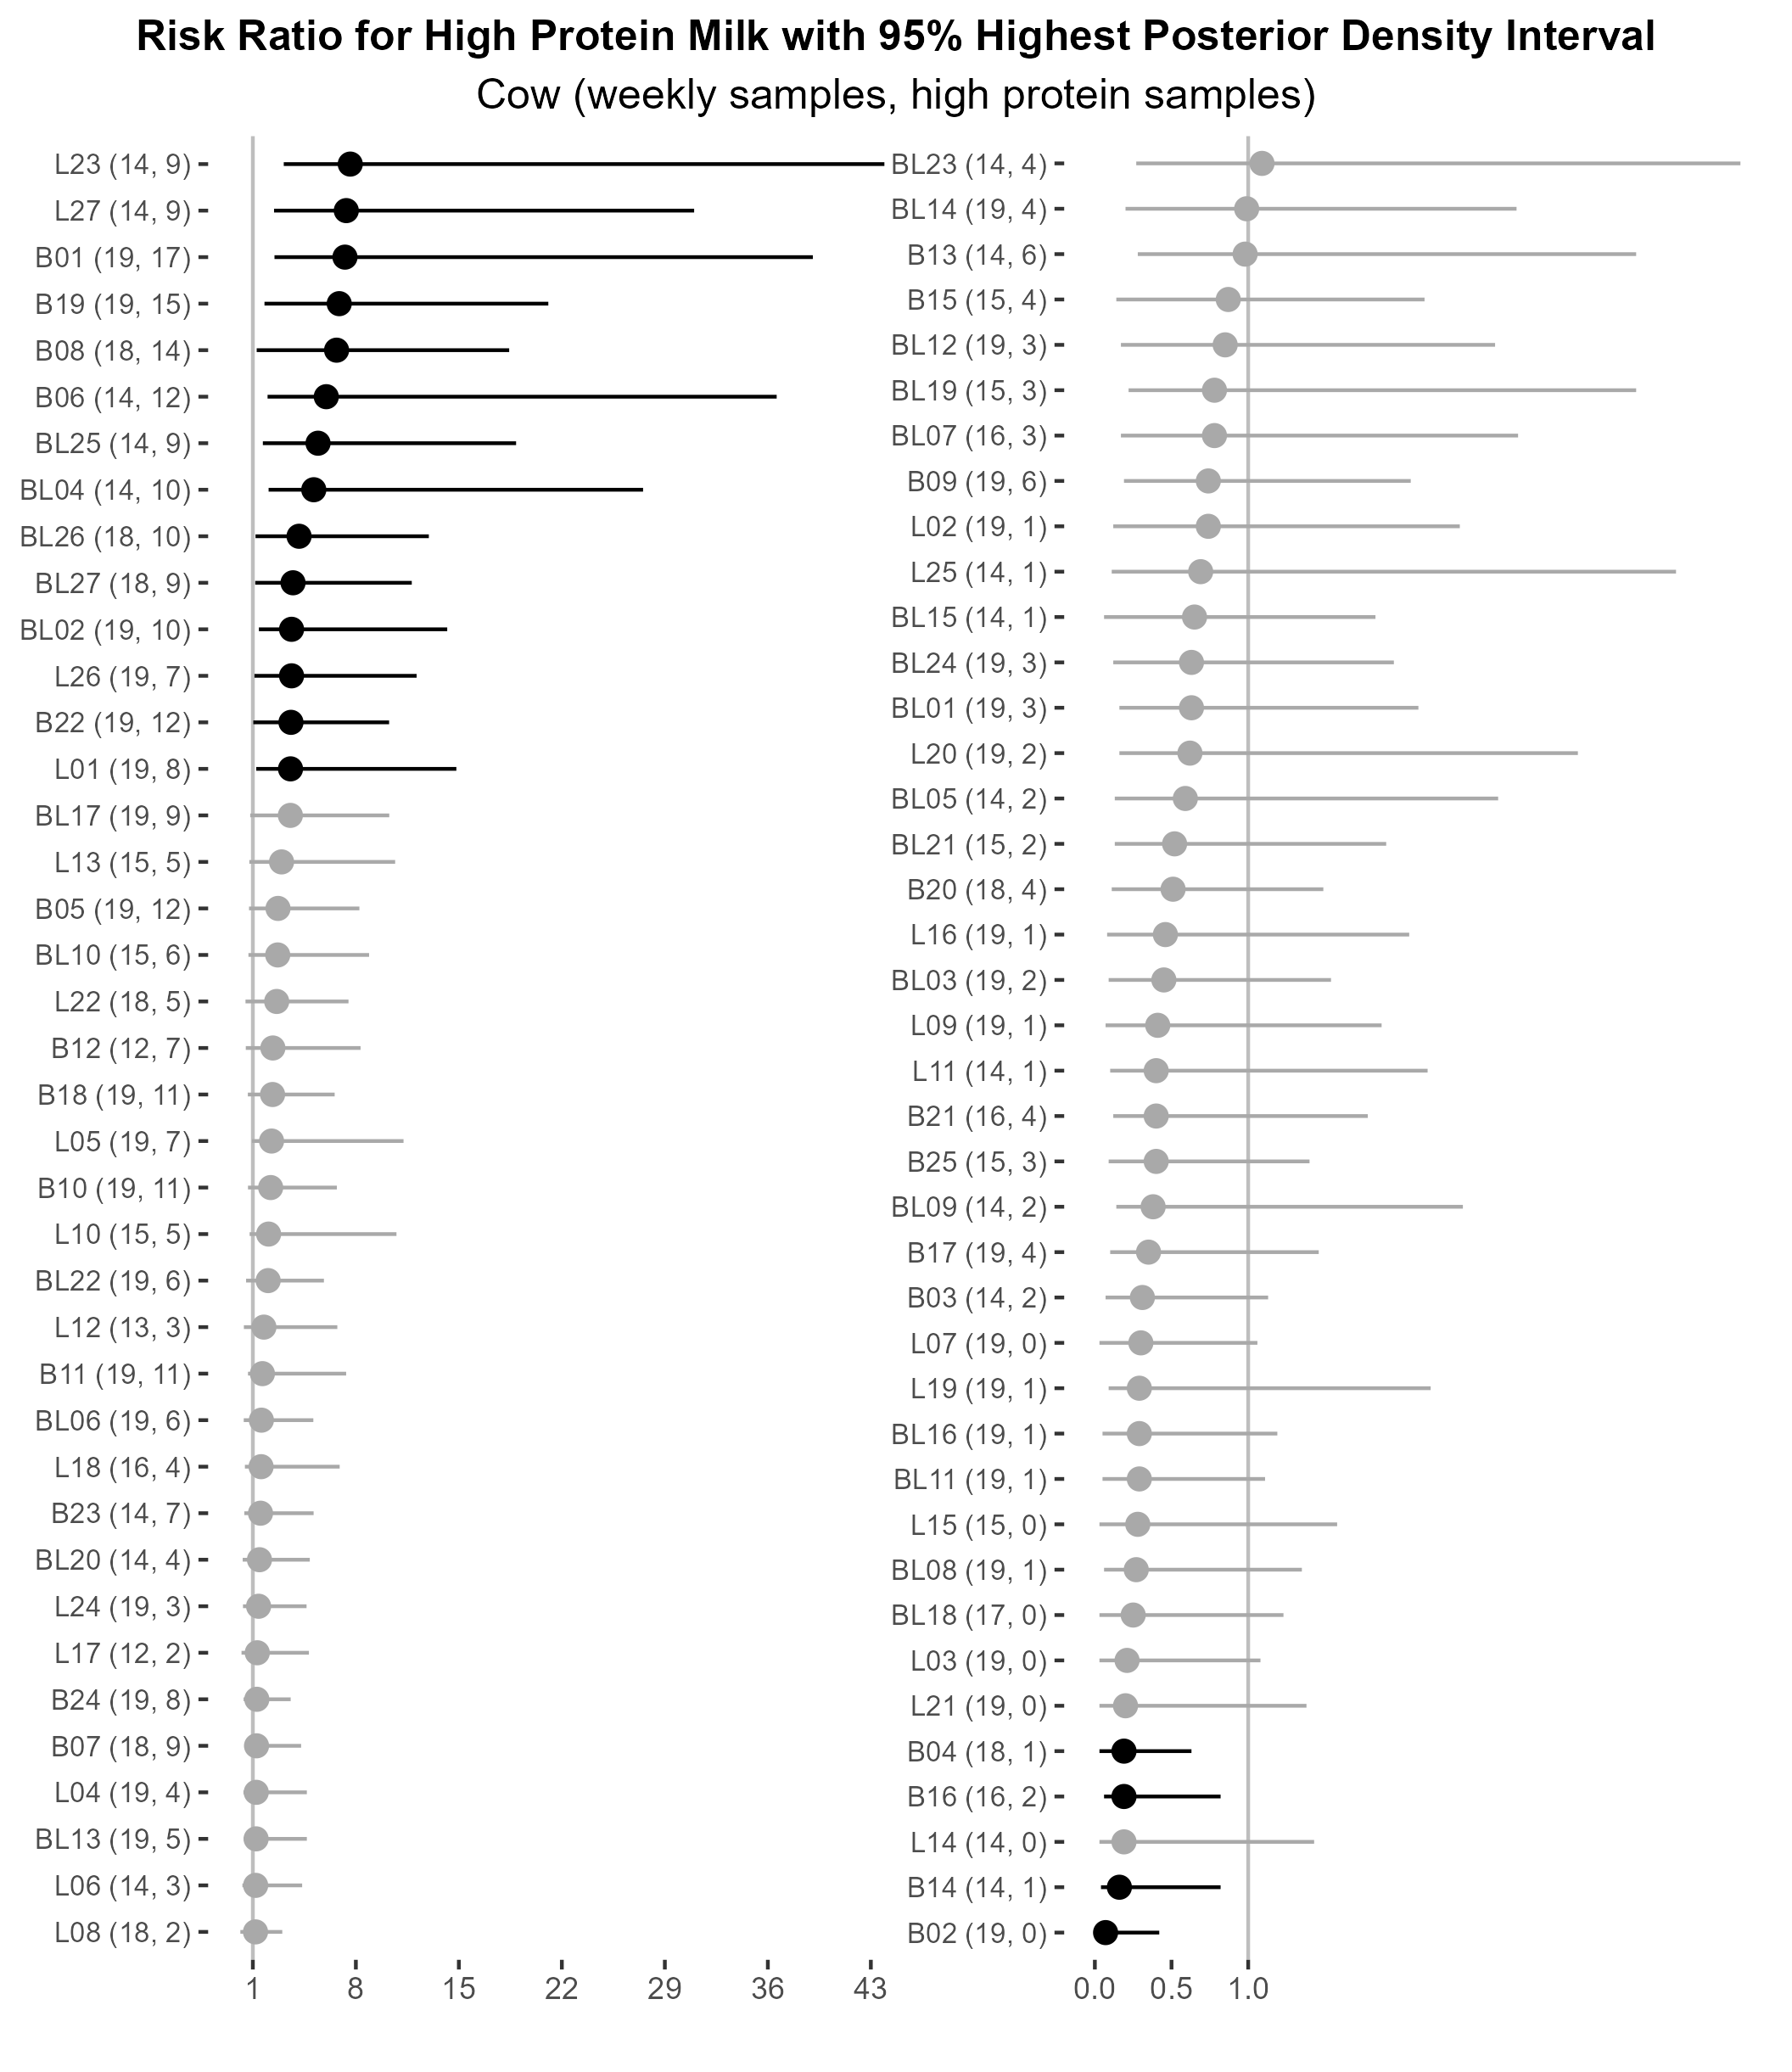 Risk Ratio for High Protein Milk with 95% Highest Posterior Density Interval
Cow (weekly samples, high protein samples)
L23 (14, 9)
L27 (14, 9)
B01 (19, 17)
B19 (19, 15)
B08 (18, 14)
B06 (14, 12)
BL25 (14, 9)
BL04 (14, 10)
BL26 (18, 10)
BL27 (18, 9)
BL02 (19, 10)
L26 (19, 7)
B22 (19, 12)
L01 (19, 8)
BL17 (19, 9)
L13 (15, 5)
B05 (19, 12)
BL10 (15, 6)
L22 (18, 5)
B12 (12, 7)
B18 (19, 11)
L05 (19, 7)
B10 (19, 11)
L10 (15, 5)
BL22 (19, 6)
L12 (13, 3)
B11 (19, 11)
BL06 (19, 6)
L18 (16, 4)
B23 (14, 7)
BL20 (14, 4)
L24 (19, 3)
L17 (12, 2)
B24 (19, 8)
B07 (18, 9)
L04 (19, 4)
BL13 (19, 5)
L06 (14, 3)
L08 (18, 2)
1 8 15 22 29 36 43
BL23 (14, 4)
BL14 (19, 4)
B13 (14, 6)
B15 (15, 4)
BL12 (19, 3)
BL19 (15, 3)
BL07 (16, 3)
B09 (19, 6)
L02 (19, 1)
L25 (14, 1)
BL15 (14, 1)
BL24 (19, 3)
BL01 (19, 3)
L20 (19, 2)
BL05 (14, 2)
BL21 (15, 2)
B20 (18, 4)
L16 (19, 1)
BL03 (19, 2)
L09 (19, 1)
L11 (14, 1)
B21 (16, 4)
B25 (15, 3)
BL09 (14, 2)
B17 (19, 4)
B03 (14, 2)
L07 (19, 0)
L19 (19, 1)
BL16 (19, 1)
BL11 (19, 1)
L15 (15, 0)
BL08 (19, 1)
BL18 (17, 0)
L03 (19, 0)
L21 (19, 0)
B04 (18, 1)
B16 (16, 2)
L14 (14, 0)
B14 (14, 1)
B02 (19, 0)
0.0 0.5 1.0